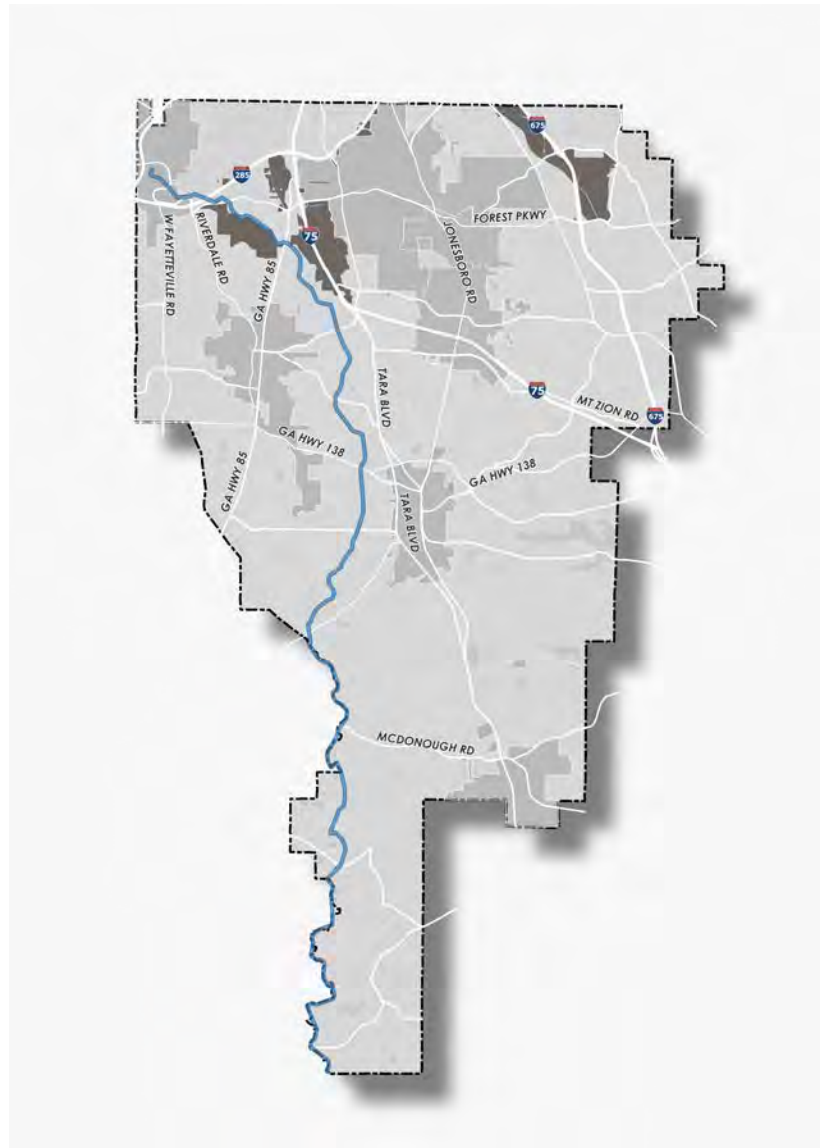 675
285
FOREST PKWY
W FAYETTEVILLE RD
RIVERDALE RD
GA HWY 85
75
JONESBORO RD
TARA BLVD
75
MT ZION RD
675
GA HWY 138
GA HWY 138
GA HWY 85
TARA BLVD
MCDONOUGH RD